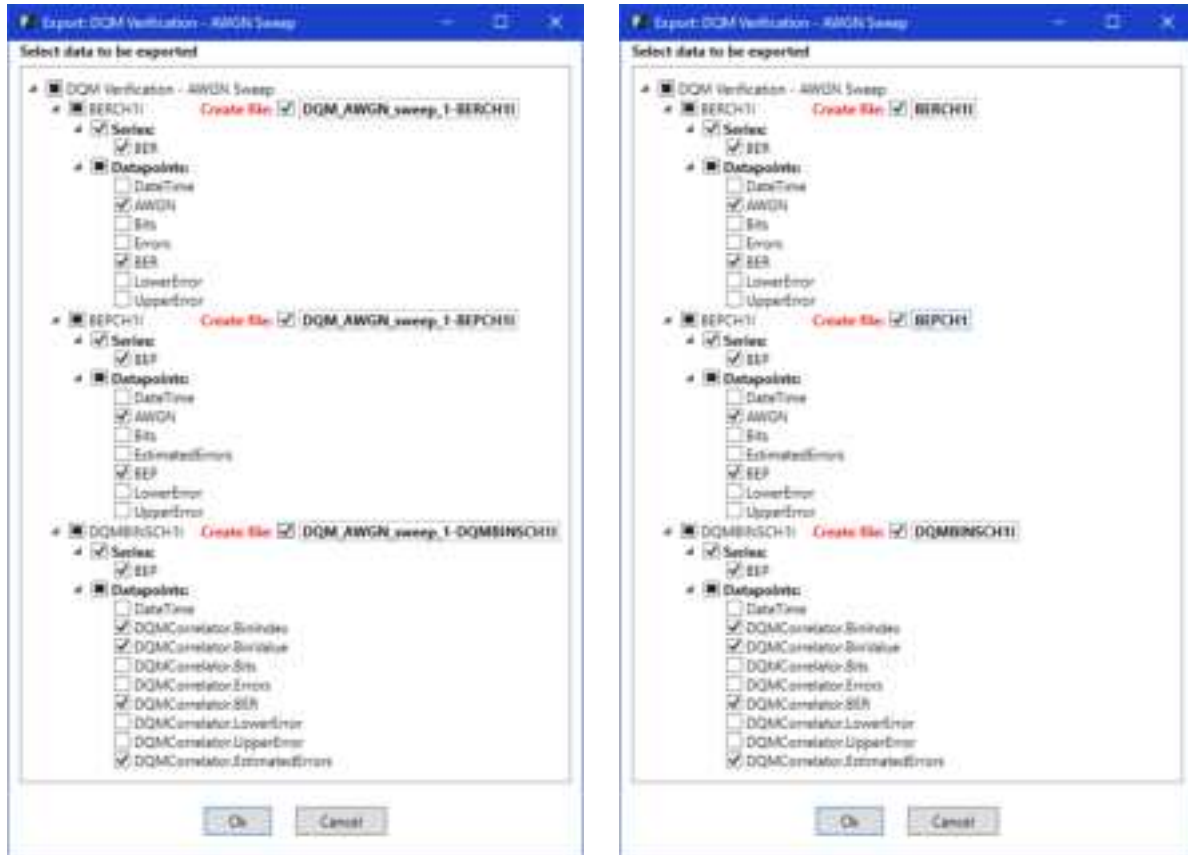 Export: DQM Verification - AWGN Sweep
Select data to be exported
DQM Verification - AWGN Sweep
BERCH1I Create file: DQM_AWGN_sweep_1-BERCH1I
Series:
BER
Datapoints:
DateTime
AWGN
Bits
Errors
BER
LowerError
UpperError
BEPCH1I Create file: DQM_AWGN_sweep_1-BEPCH1I
Series:
BEP
Datapoints:
DateTime
AWGN
Bits
EstimatedErrors
BEP
LowerError
UpperError
DQMBINSCH1I Create file: DQM_AWGN_sweep_1-DQMBINSCH1I
Series:
BEP
Datapoints:
DateTime
DQMCorrelator.BinIndex
DQMCorrelator.BinValue
DQMCorrelator.Bits
DQMCorrelator.Errors
DQMCorrelator.BER
DQMCorrelator.LowerError
DQMCorrelator.UpperError
DQMCorrelator.EstimatedErrors
Ok Cancel
Export: DQM Verification - AWGN Sweep
Select data to be exported
DQM Verification - AWGN Sweep
BERCH1I Create file: BERCH1I
Series:
BER
Datapoints:
DateTime
AWGN
Bits
Errors
BER
LowerError
UpperError
BEPCH1I Create file: BEPCH1
Series:
BEP
Datapoints:
DateTime
AWGN
Bits
EstimatedErrors
BEP
LowerError
UpperError
DQMBINSCH1I Create file: DQMBINSCH1I
Series:
BEP
Datapoints:
DateTime
DQMCorrelator.BinIndex
DQMCorrelator.BinValue
DQMCorrelator.Bits
DQMCorrelator.Errors
DQMCorrelator.BER
DQMCorrelator.LowerError
DQMCorrelator.UpperError
DQMCorrelator.EstimatedErrors
Ok Cancel